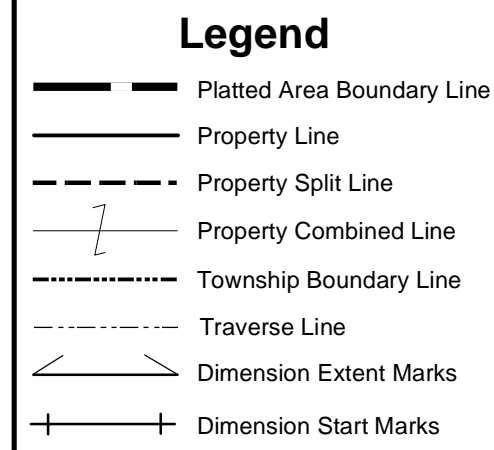 Legend
Platted Area Boundary Line
Property Line
Property Split Line
Property Combined Line
Township Boundary Line
Traverse Line
Dimension Extent Marks
Dimension Start Marks